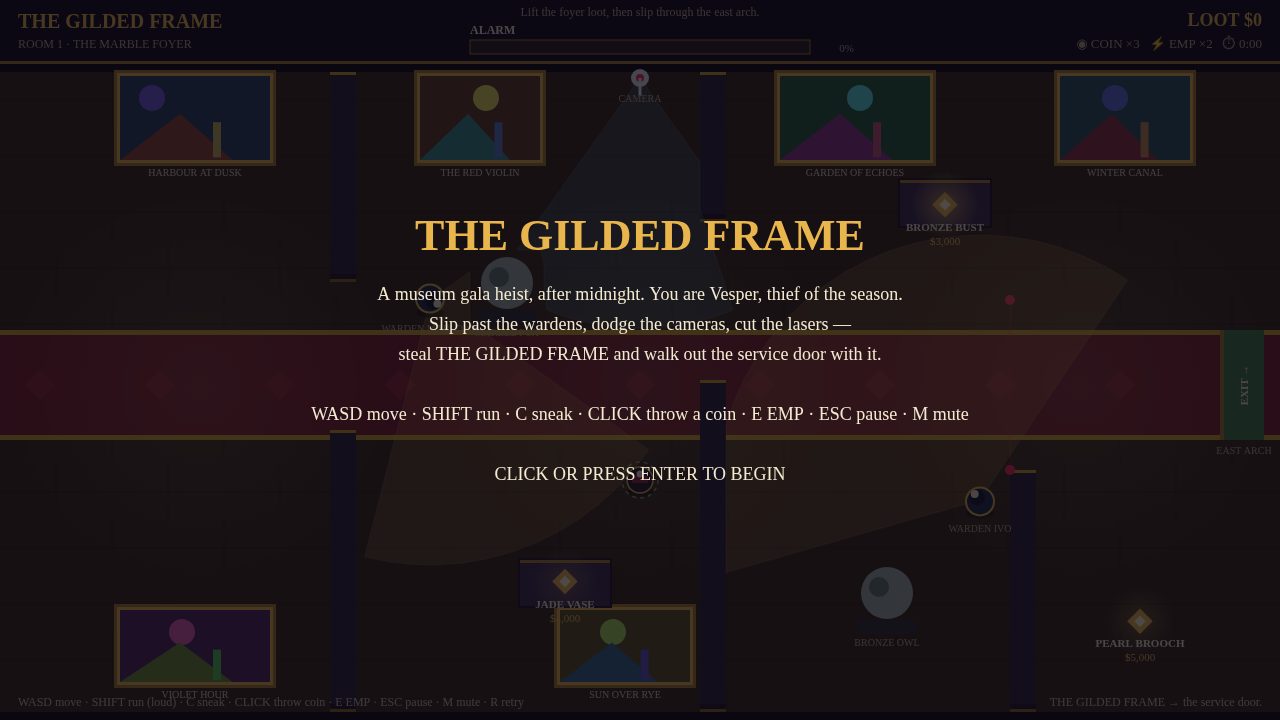 THE GILDED FRAME
Lift the foyer loot, then slip through the east arch.
LOOT $0
ROOM 1 · THE MARBLE FOYER
ALARM
0%
◉ COIN ×3 ⚡ EMP ×2 ⏱ 0:00
CAMERA
HARBOUR AT DUSK
THE RED VIOLIN
GARDEN OF ECHOES
WINTER CANAL
BRONZE BUST
$3,000
THE GILDED FRAME
A museum gala heist, after midnight. You are Vesper, thief of the season.
WARDEN
Slip past the wardens, dodge the cameras, cut the lasers —
steal THE GILDED FRAME and walk out the service door with it.
EXIT →
WASD move · SHIFT run · C sneak · CLICK throw a coin · E EMP · ESC pause · M mute
EAST ARCH
CLICK OR PRESS ENTER TO BEGIN
WARDEN IVO
JADE VASE
BRONZE OWL
PEARL BROOCH
$5,000
VIOLET HOUR
SUN OVER RYE
WASD move · SHIFT run (loud) · C sneak · CLICK throw coin · E EMP · ESC pause · M mute · R retry
THE GILDED FRAME → the service door.